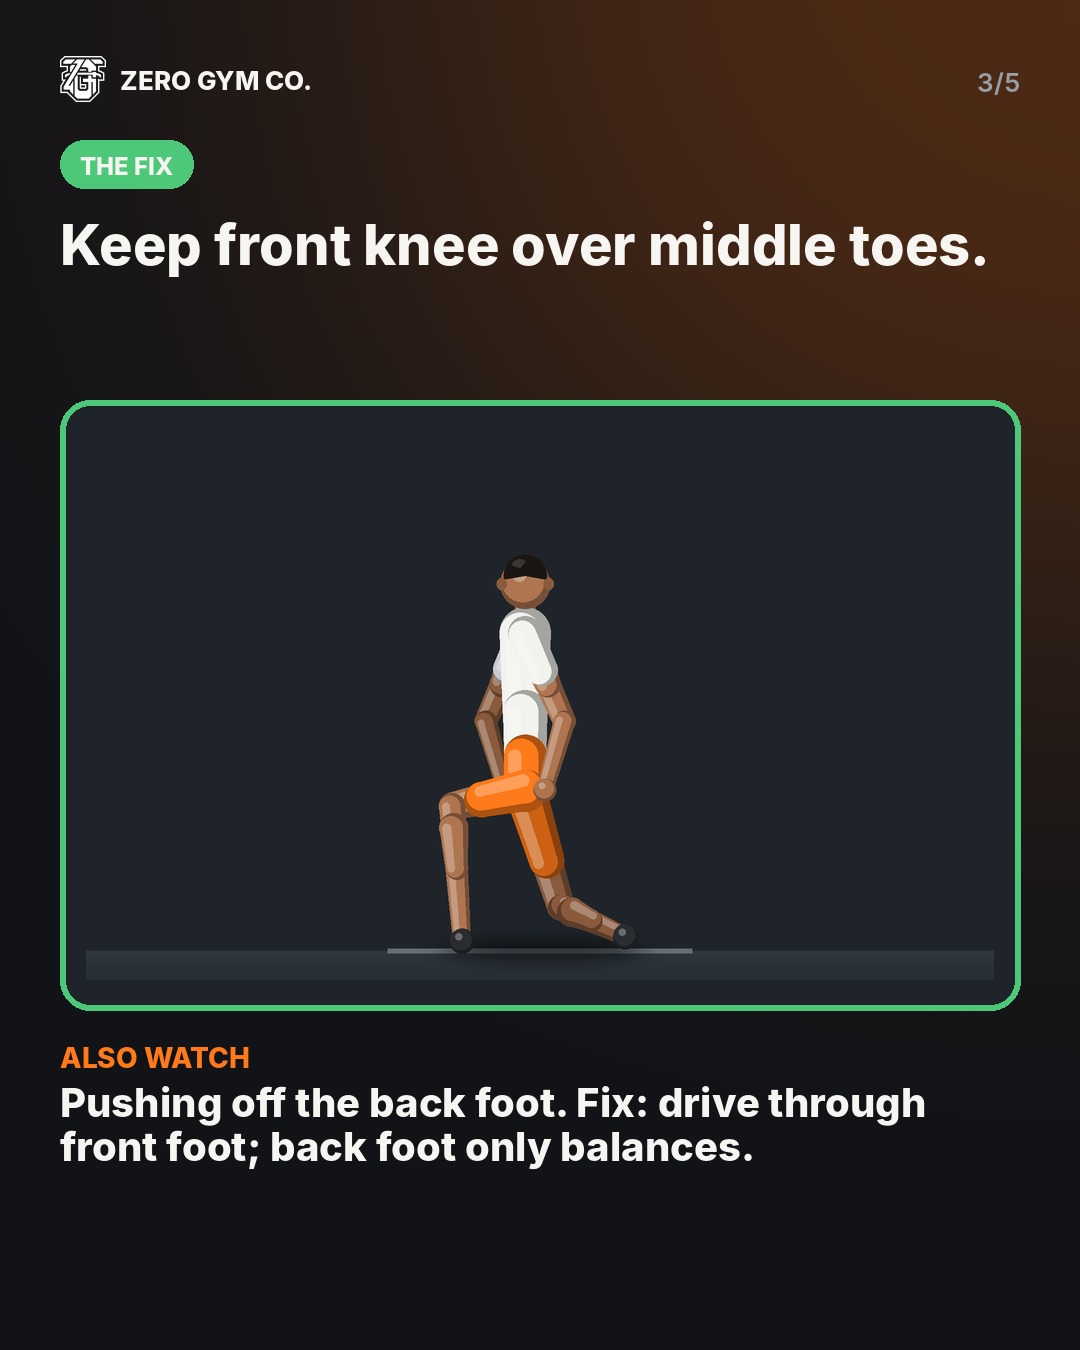 ZERO GYM CO.
3/5
THE FIX
Keep front knee over middle toes.
ALSO WATCH
Pushing off the back foot. Fix: drive through
front foot; back foot only balances.